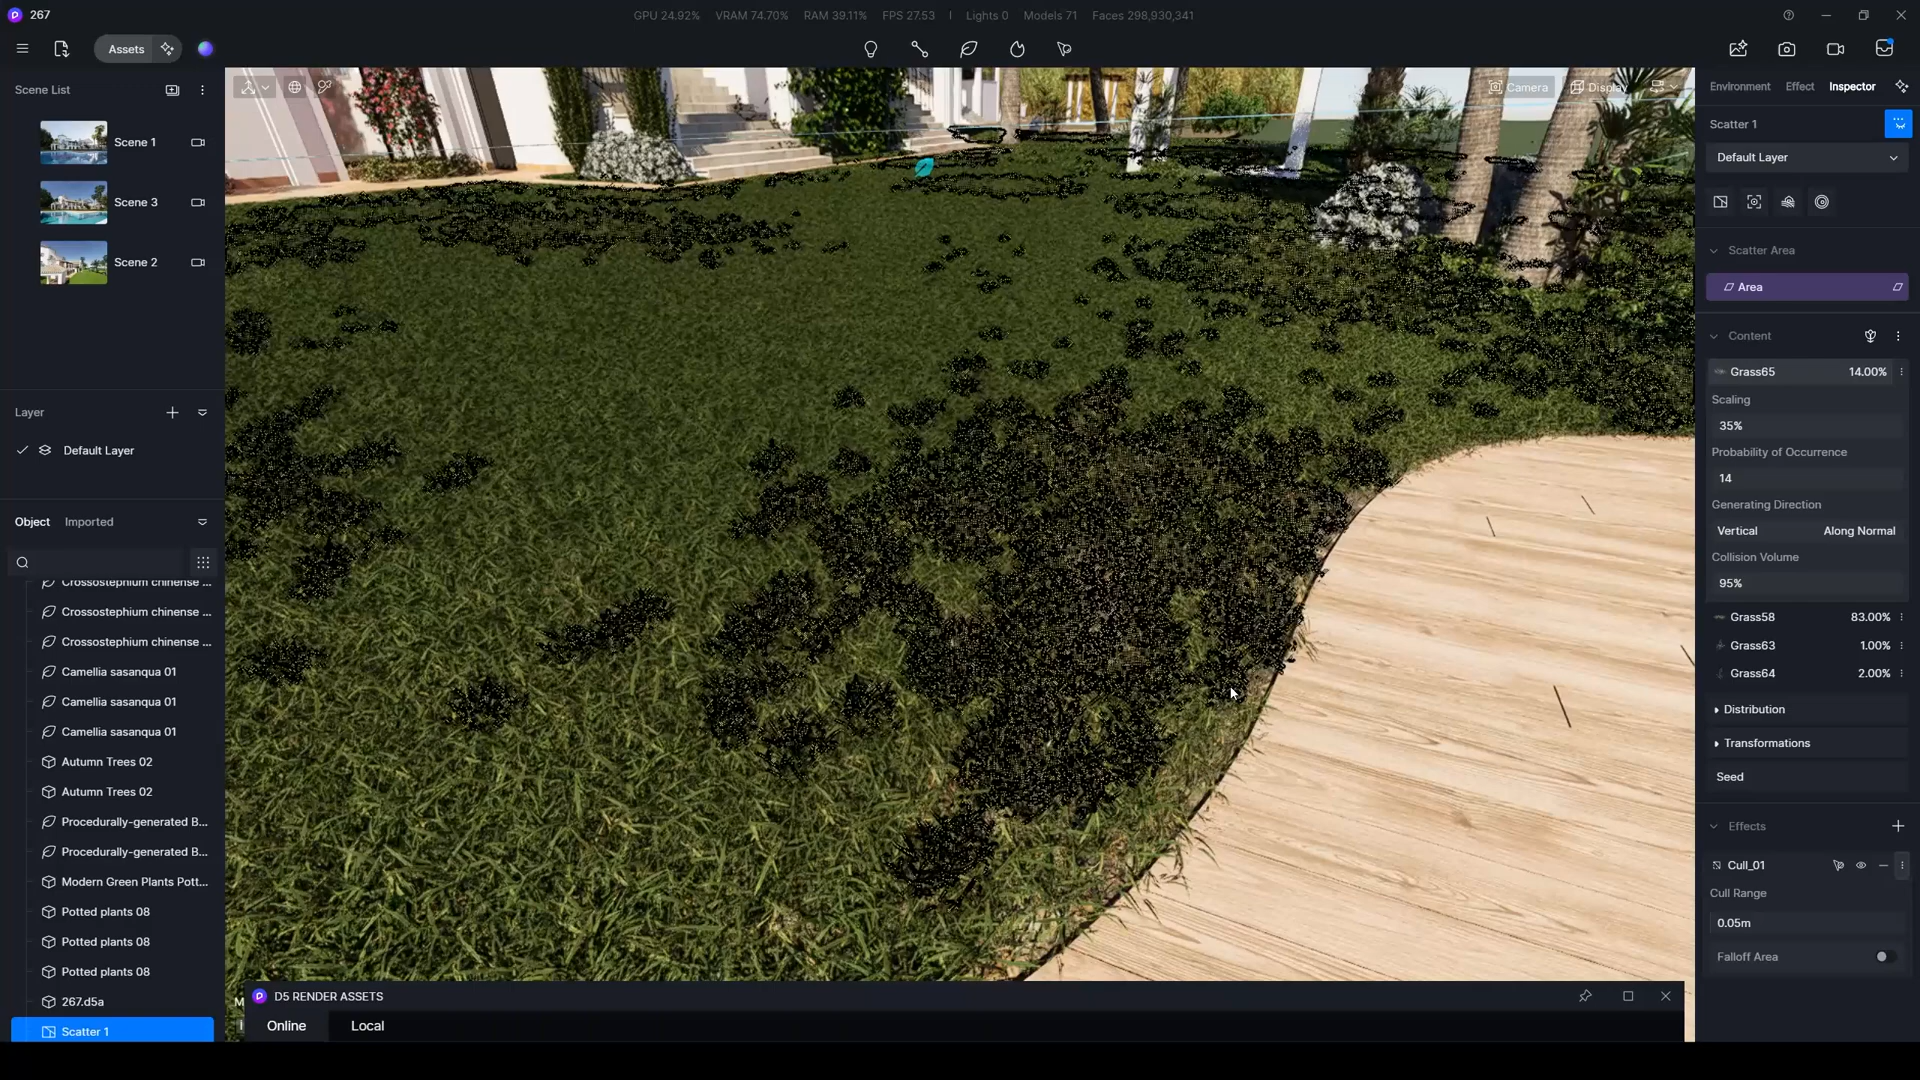 267
GPU 24.92% VRAM 74.70% RAM 39.11% FPS 27.53 | Lights 0 Models 71 Faces 298,930,341
Assets
Scene List
Scene 1
Scene 3
Scene 2
Layer
Default Layer
Object Imported
Crossostephium chinense ...
Crossostephium chinense ...
Crossostephium chinense ...
Camellia sasanqua 01
Camellia sasanqua 01
Camellia sasanqua 01
Autumn Trees 02
Autumn Trees 02
Procedurally-generated B...
Procedurally-generated B...
Modern Green Plants Pott...
Potted plants 08
Potted plants 08
Potted plants 08
267.d5a
Scatter 1
Camera Display
D5 RENDER ASSETS
Online Local
Environment Effect Inspector
Scatter 1
Default Layer
Scatter Area
Area
Content
Grass65 14.00%
Scaling
35%
Probability of Occurrence
14
Generating Direction
Vertical Along Normal
Collision Volume
95%
Grass58 83.00%
Grass63 1.00%
Grass64 2.00%
Distribution
Transformations
Seed
Effects
Cull_01
Cull Range
0.05m
Falloff Area